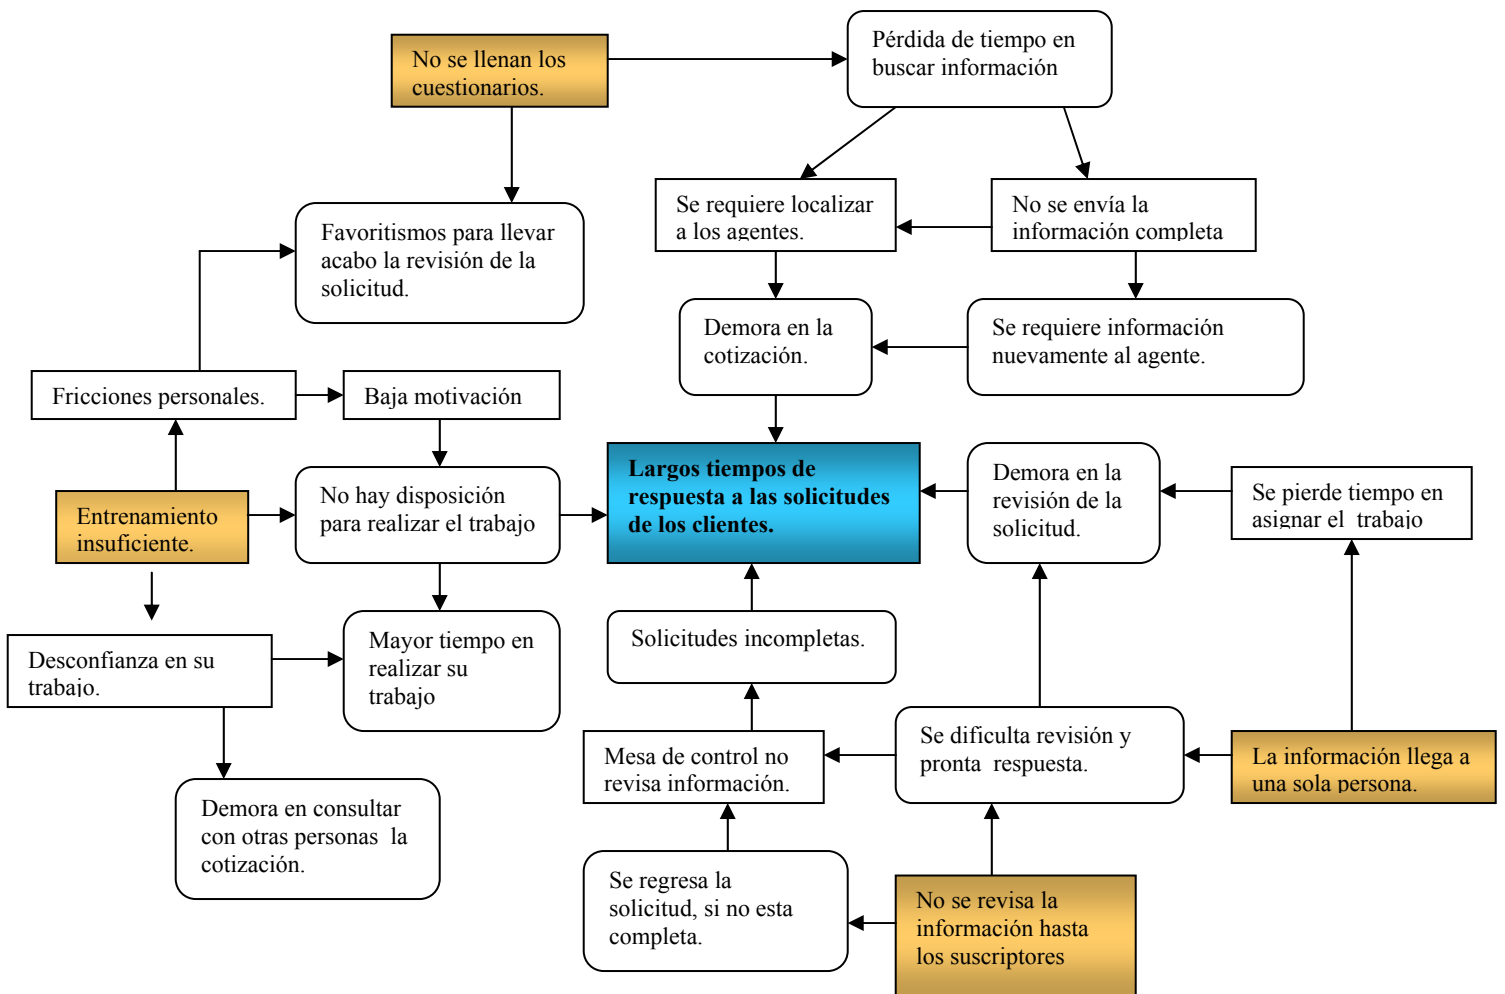 Pérdida de tiempo en
buscar información
No se llenan los
cuestionarios.
Se requiere localizar
a los agentes.
No se envía la
información completa
Favoritismos para llevar
acabo la revisión de la
solicitud.
Demora en la
cotización.
Se requiere información
nuevamente al agente.
Fricciones personales.
Baja motivación
Largos tiempos de
respuesta a las solicitudes
de los clientes.
Demora en la
revisión de la
solicitud.
Se pierde tiempo en
asignar el trabajo
No hay disposición
para realizar el trabajo
Entrenamiento
insuficiente.
Solicitudes incompletas.
Mayor tiempo en
realizar su
trabajo
Desconfianza en su
trabajo.
Mesa de control no
revisa información.
Se dificulta revisión y
pronta respuesta.
La información llega a
una sola persona.
Demora en consultar
con otras personas la
cotización.
Se regresa la
solicitud, si no esta
completa.
No se revisa la
información hasta
los suscriptores